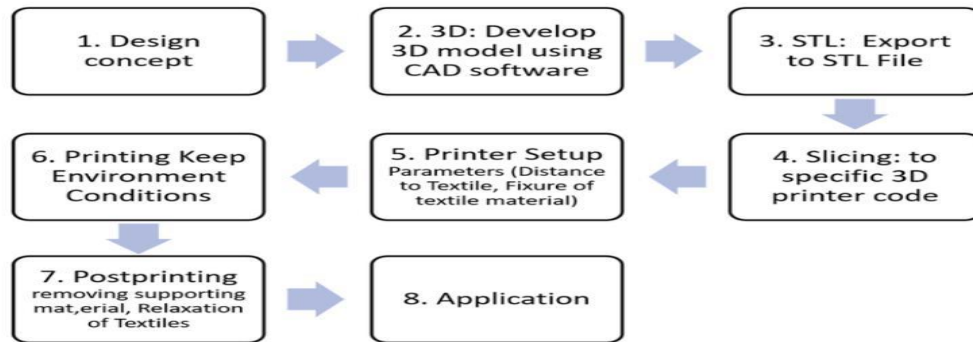 1. Design
concept
2. 3D: Develop
3D model using
CAD software
3. STL: Export
to STL File
4. Slicing: to
specific 3D
printer code
5. Printer Setup
Parameters (Distance
to Textile, Fixure of
textile material)
6. Printing Keep
Environment
Conditions
7. Postprinting
removing supporting
mat,erial, Relaxation
of Textiles
8. Application